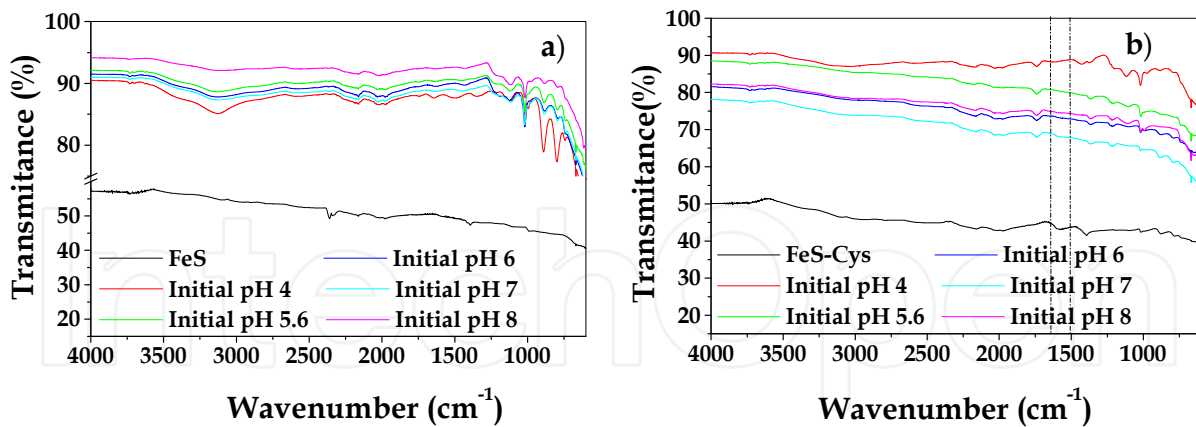 a)
100
90
80
50
40
30
20
Transmitance (%)
FeS
Initial pH 4
Initial pH 5.6
Initial pH 6
Initial pH 7
Initial pH 8
4000 3500 3000 2500 2000 1500 1000
Wavenumber (cm-1)
b)
100
90
80
70
60
50
40
30
20
Transmitance(%)
FeS-Cys
Initial pH 4
Initial pH 5.6
Initial pH 6
Initial pH 7
Initial pH 8
4000 3500 3000 2500 2000 1500 1000
Wavenumber (cm-1)
IntechOpen